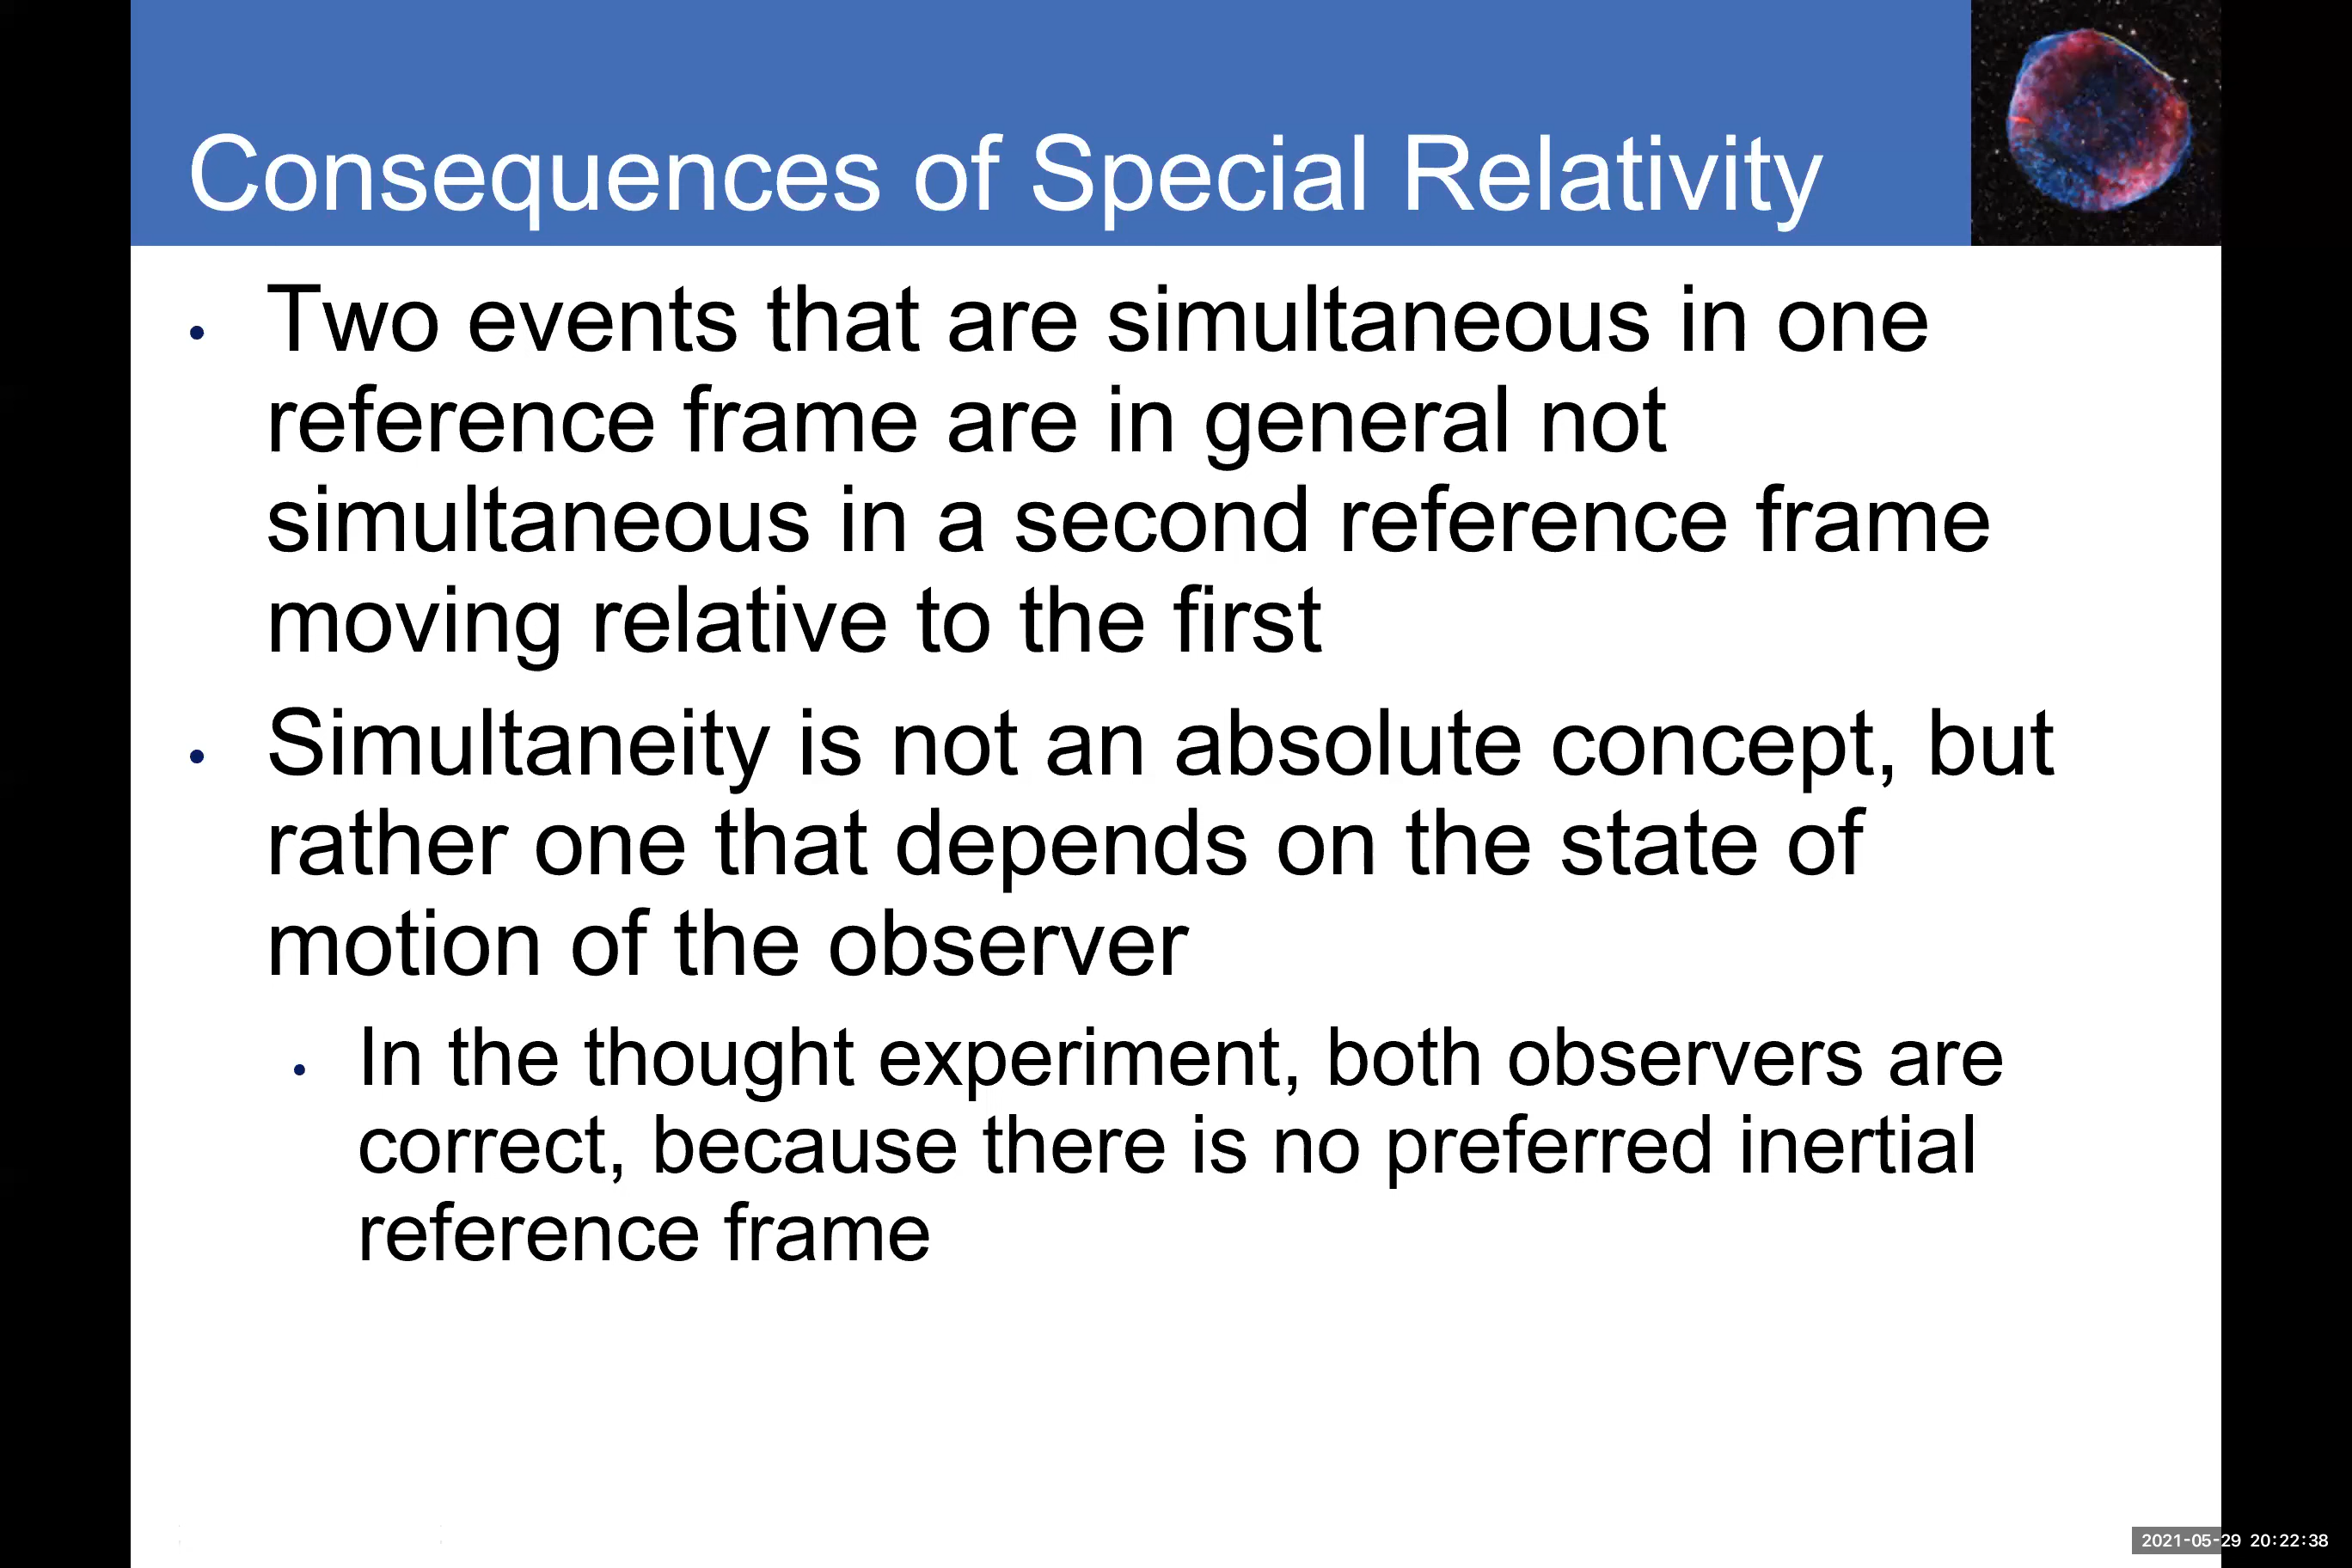 Consequences of Special Relativity
• Two events that are simultaneous in one
reference frame are in general not
simultaneous in a second reference frame
moving relative to the first
• Simultaneity is not an absolute concept, but
rather one that depends on the state of
motion of the observer
• In the thought experiment, both observers are
correct, because there is no preferred inertial
reference frame
2021-05-29 20:22:38